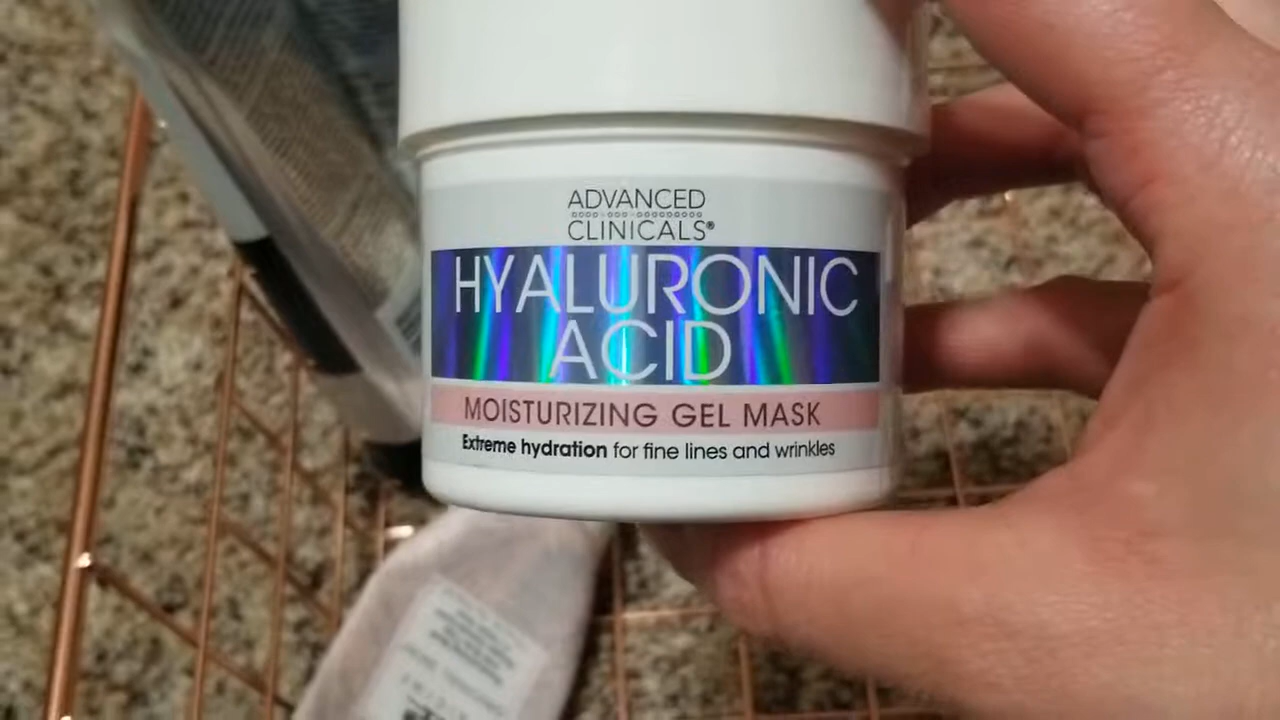 ADVANCED
CLINICALS®
HYALURONIC
ACID
MOISTURIZING GEL MASK
Extreme hydration for fine lines and wrinkles